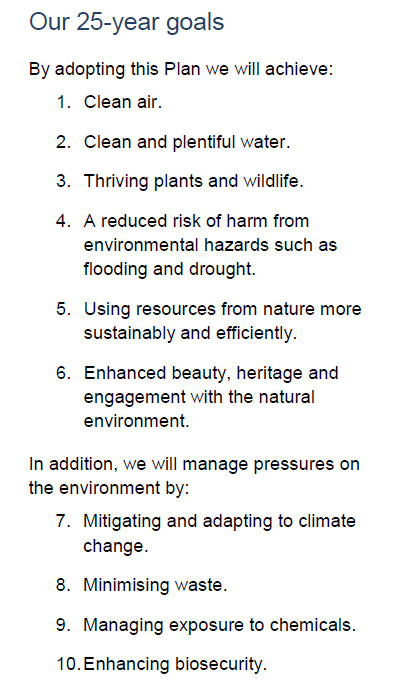 Our 25-year goals
By adopting this Plan we will achieve:
1. Clean air.
2. Clean and plentiful water.
3. Thriving plants and wildlife.
4. A reduced risk of harm from
environmental hazards such as
flooding and drought.
5. Using resources from nature more
sustainably and efficiently.
6. Enhanced beauty, heritage and
engagement with the natural
environment.
In addition, we will manage pressures on
the environment by:
7. Mitigating and adapting to climate
change.
8. Minimising waste.
9. Managing exposure to chemicals.
10. Enhancing biosecurity.